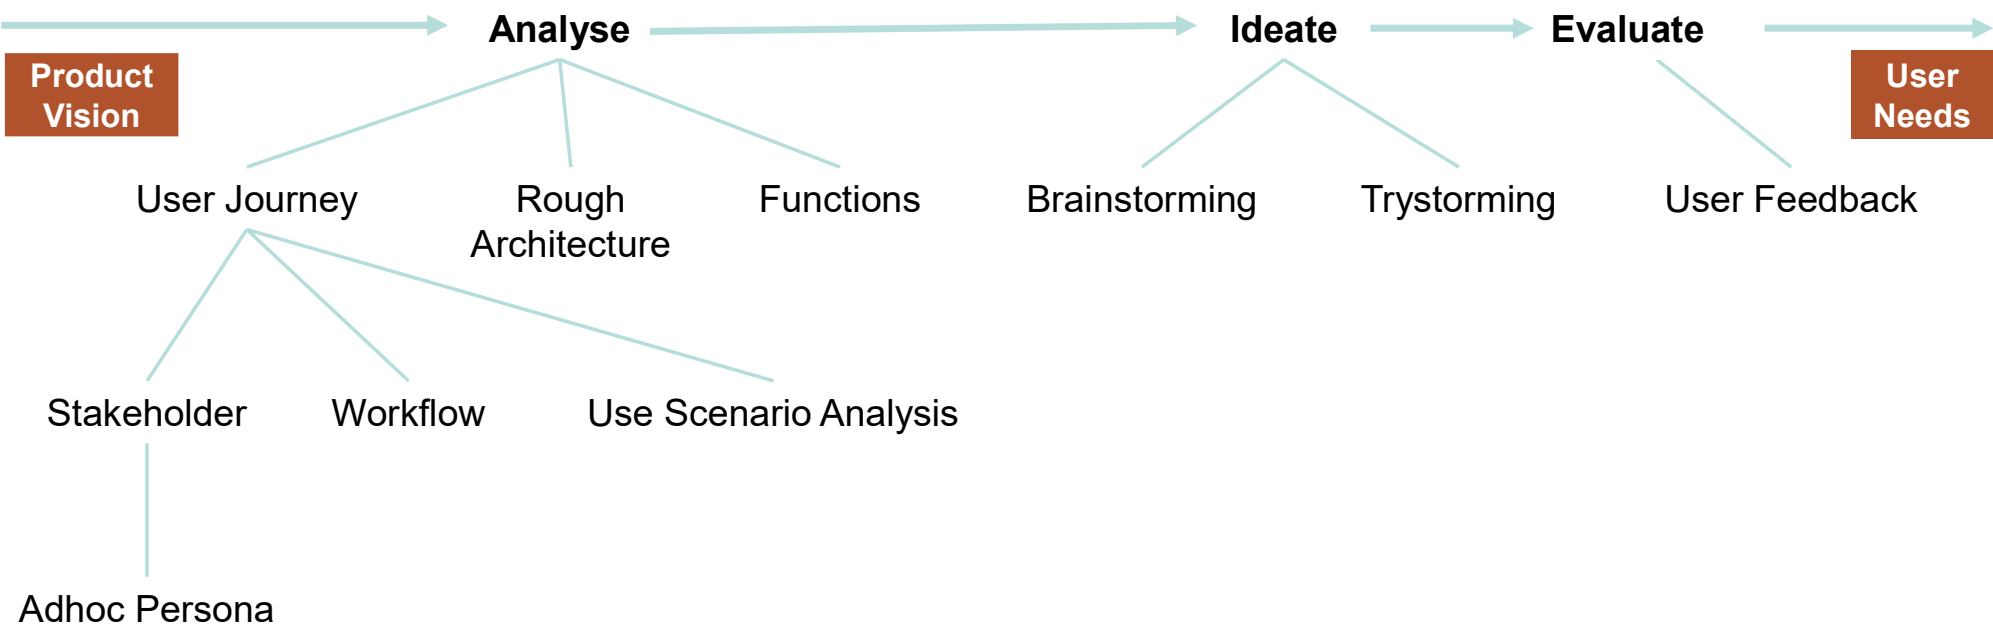 Analyse
Ideate
Evaluate
Product
Vision
User
Needs
User Journey
Rough
Architecture
Functions
Brainstorming
Trystorming
User Feedback
Stakeholder
Workflow
Use Scenario Analysis
Adhoc Persona